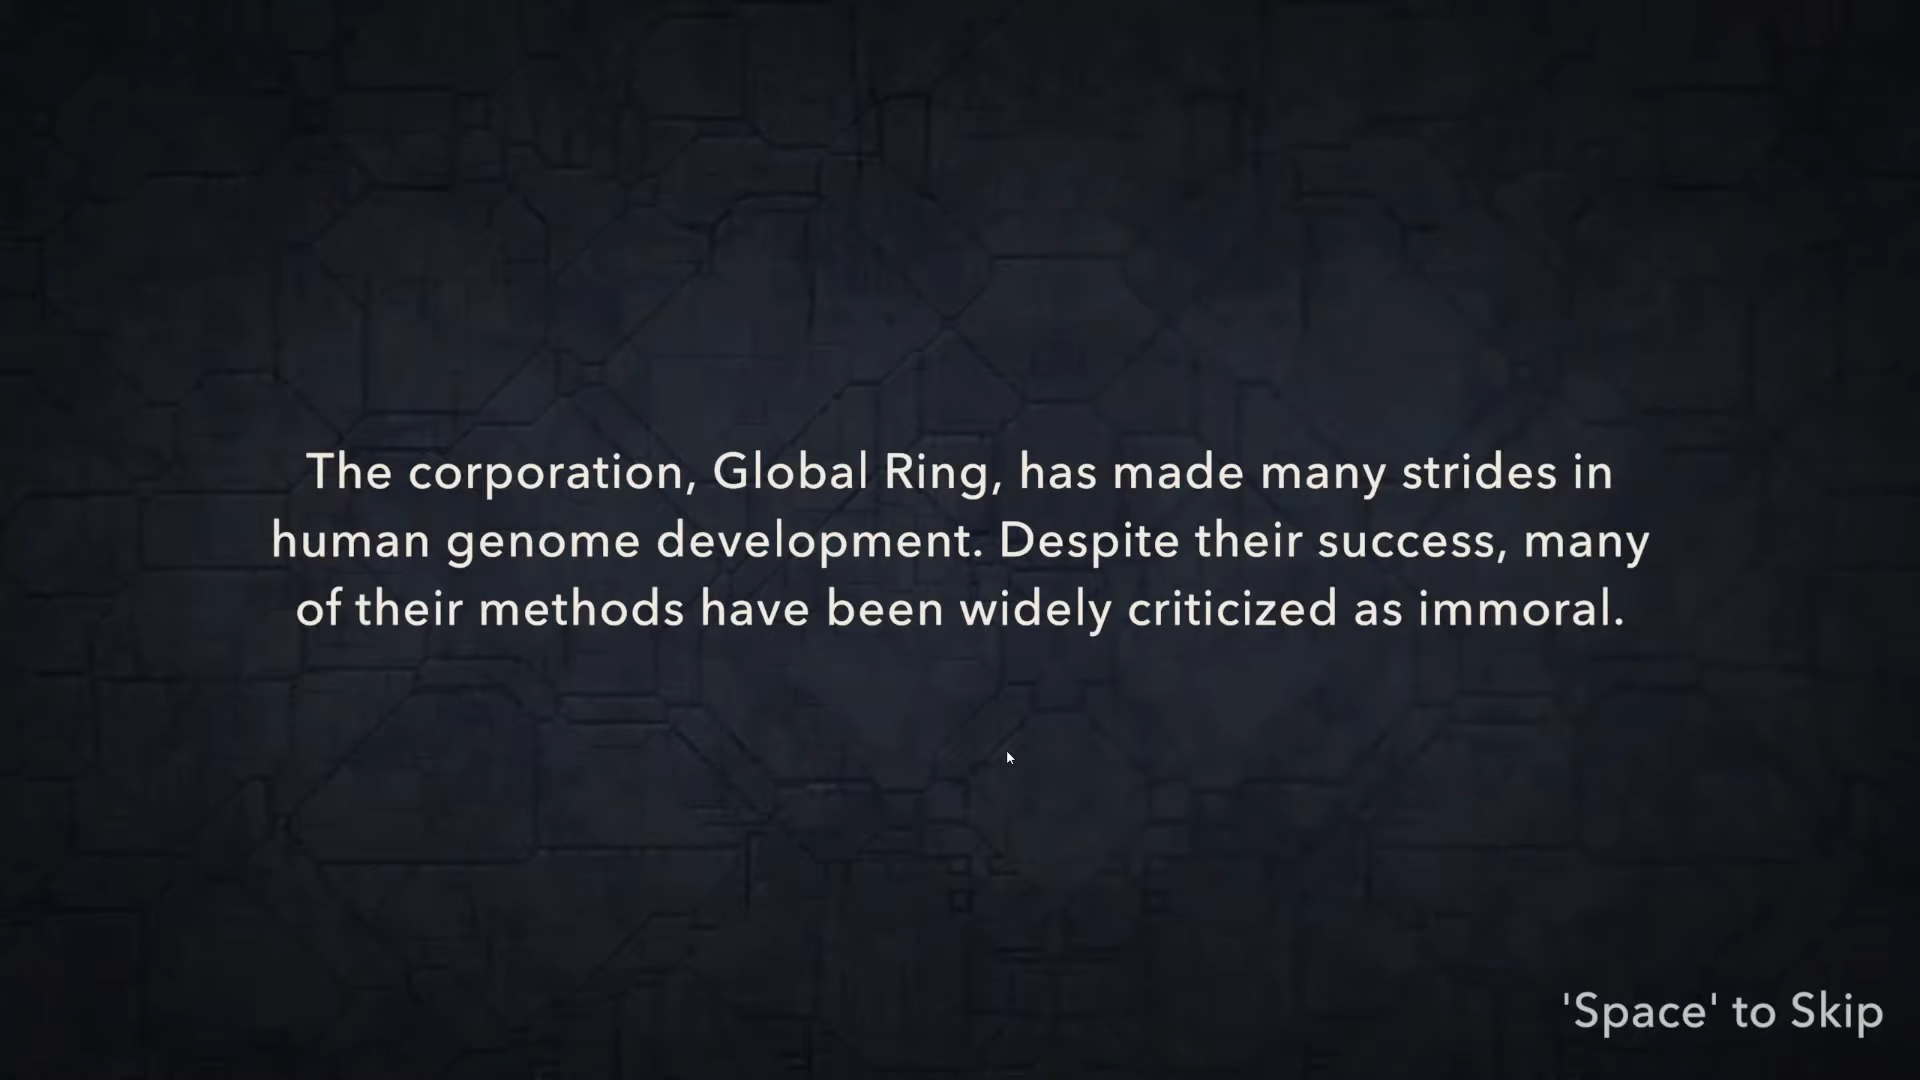 The corporation, Global Ring, has made many strides in
human genome development. Despite their success, many
of their methods have been widely criticized as immoral.
'Space' to Skip